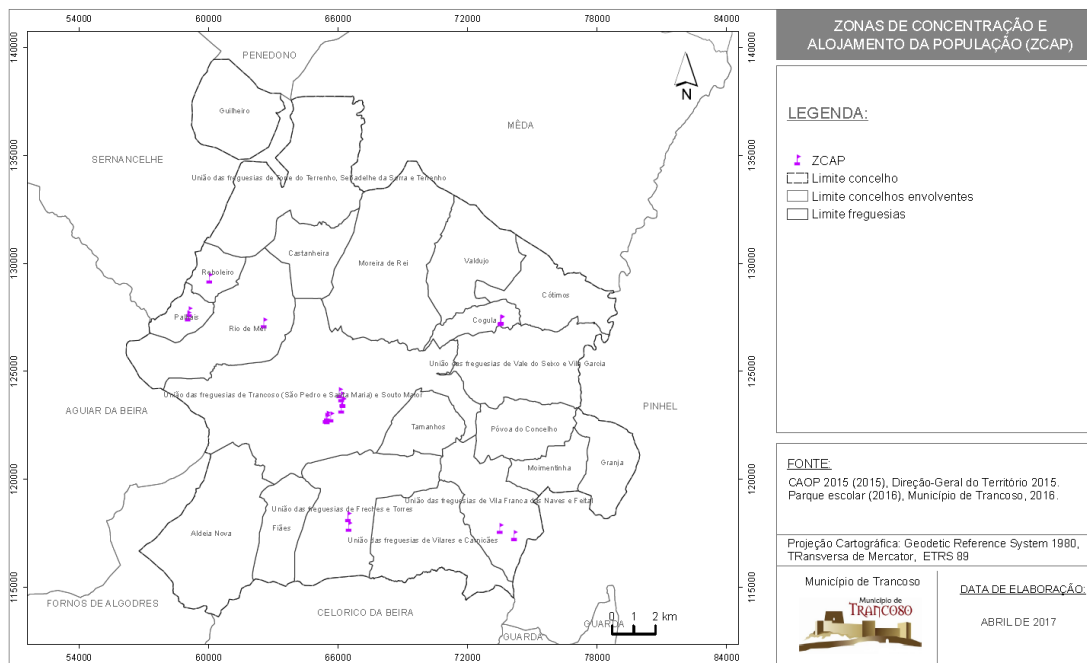 54000 60000 66000 72000 78000 84000
140000
135000
130000
125000
120000
115000
PENEDONO
MÊDA
SERNANCELHE
AGUIAR DA BEIRA
PINHEL
FORNOS DE ALGODRES
CELORICO DA BEIRA
GUARDA
GUARDA
N
Guilheiro
União das freguesias de Torre do Terrenho, Sebadelhe da Serra e Terrenho
Castanheira
Moreira de Rei
Valdujo
Cótimos
Reboleiro
Palhais
Rio de Mel
Cogula
União das freguesias de Vale do Seixo e Vila Garcia
União das freguesias de Trancoso (São Pedro e Santa Maria) e Souto Maior
Tamanhos
Póvoa do Concelho
Moimentinha
Granja
União das freguesias de Vila Franca das Naves e Feital
União das freguesias de Freches e Torres
Aldeia Nova
Fiães
União das freguesias de Vilares e Carnicães
0 1 2 km
140000
135000
130000
125000
120000
115000
54000 60000 66000 72000 78000 84000
ZONAS DE CONCENTRAÇÃO E
ALOJAMENTO DA POPULAÇÃO (ZCAP)
LEGENDA:
ZCAP
Limite concelho
Limite concelhos envolventes
Limite freguesias
FONTE:
CAOP 2015 (2015), Direção-Geral do Território 2015.
Parque escolar (2016), Município de Trancoso, 2016.
Projeção Cartográfica: Geodetic Reference System 1980,
TRansversa de Mercator, ETRS 89
Município de Trancoso
Município de
TRANCOSO
DATA DE ELABORAÇÃO:
ABRIL DE 2017